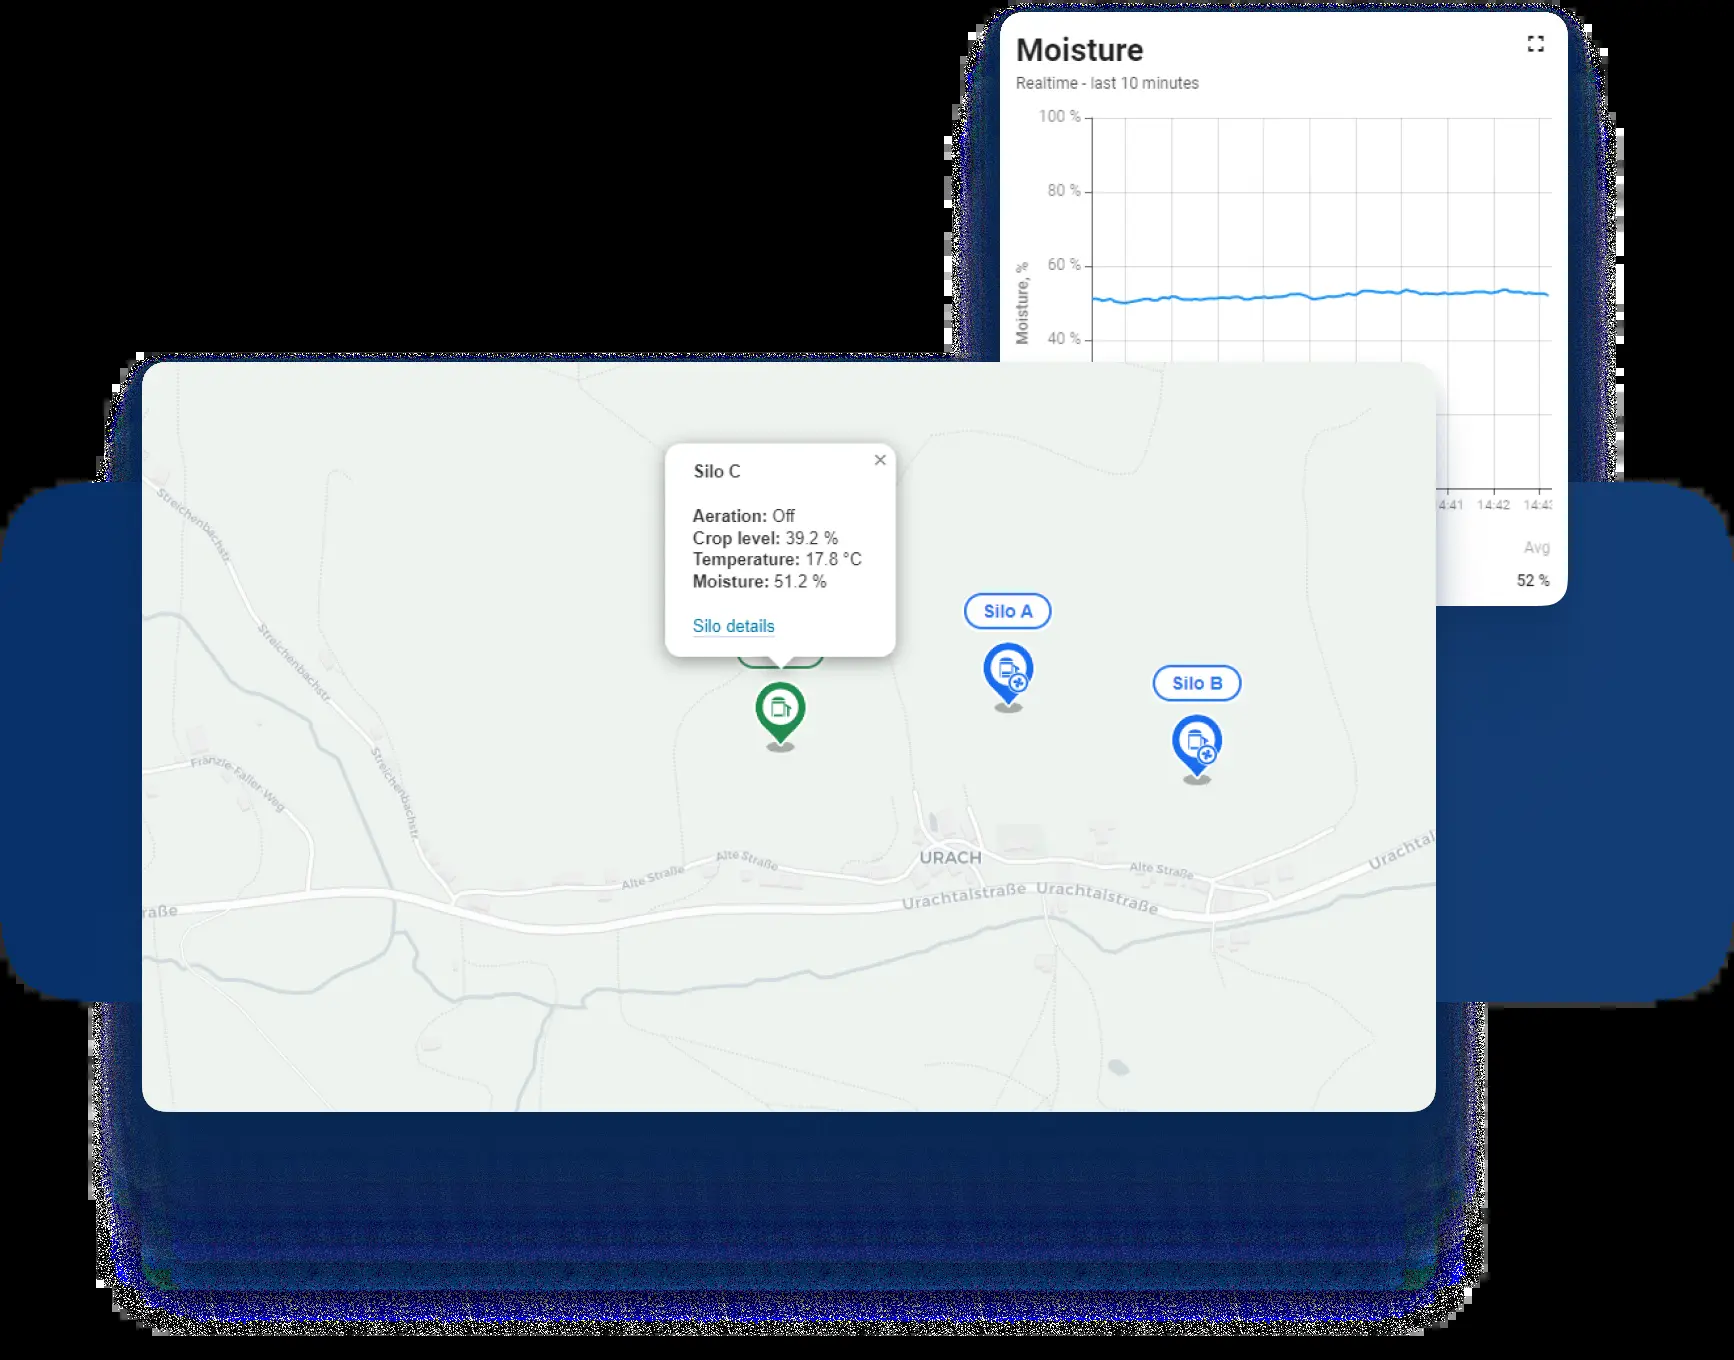 Moisture
Realtime - last 10 minutes
100 %
80 %
60 %
40 %
Moisture, %
14:42
Avg
52 %
Silo C
Aeration: Off
Crop level: 39.2 %
Temperature: 17.8 °C
Moisture: 51.2 %
Silo details
Silo A
Silo B
Streichenbachstr.
Streichenbachstr.
Streichenbachstr.
Fränzle-Faller-Weg
Alte Straße
Alte Straße
URACH
Alte Straße
Urachtal
Urachtalstraße
Urachtalstraße
raße
4:41
14:43